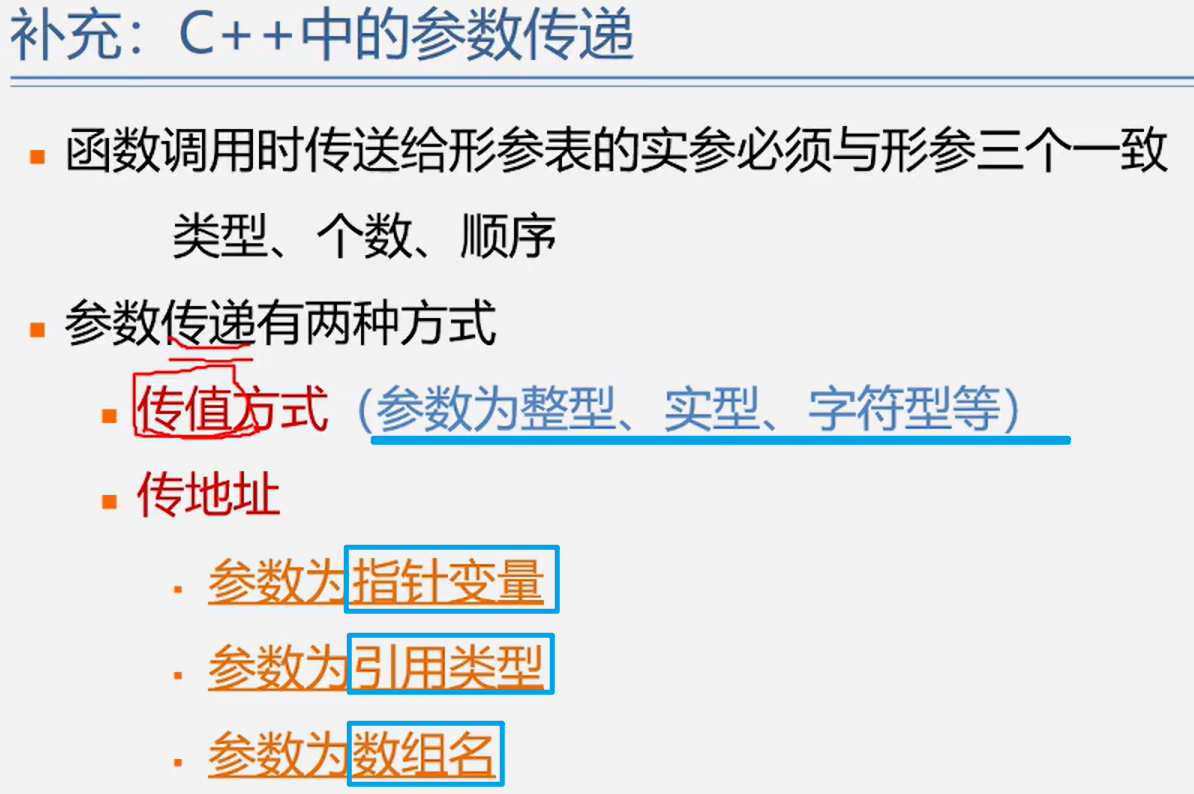 补充：C++中的参数传递
函数调用时传送给形参表的实参必须与形参三个一致
类型、个数、顺序
参数传递有两种方式
传值方式（参数为整型、实型、字符型等）
传地址
参数为指针变量
参数为引用类型
参数为数组名